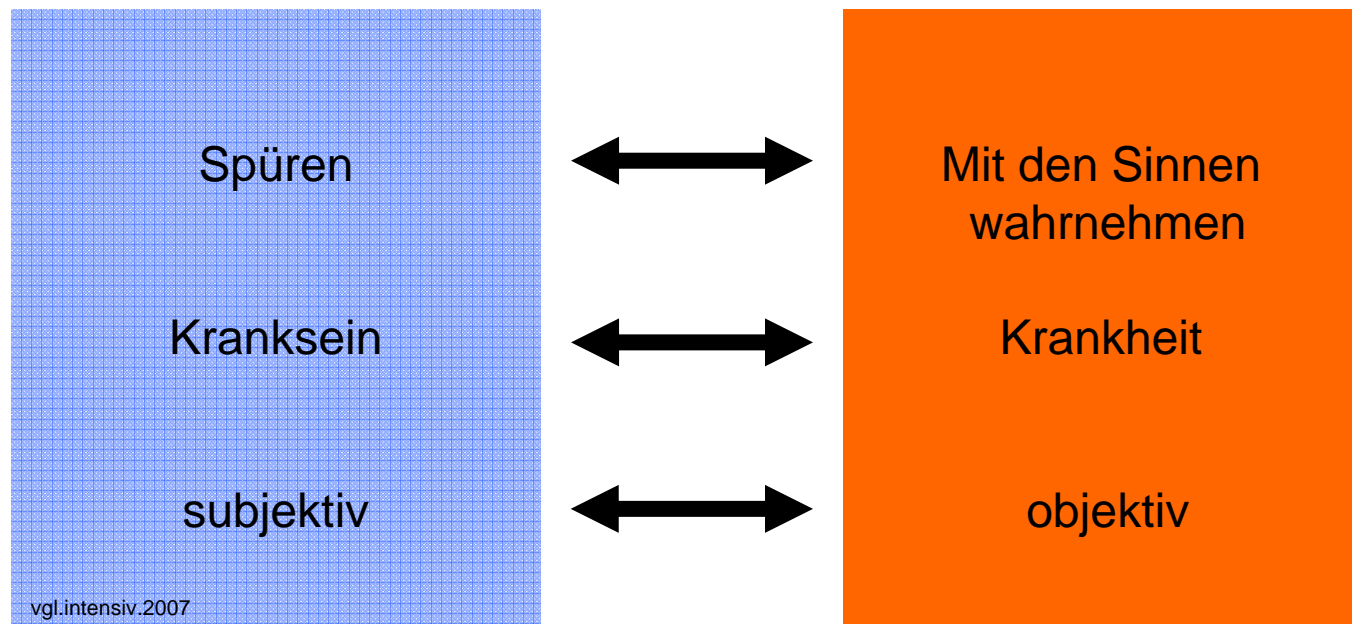 Spüren
Mit den Sinnen
wahrnehmen
Kranksein
Krankheit
subjektiv
objektiv
vgl.intensiv.2007